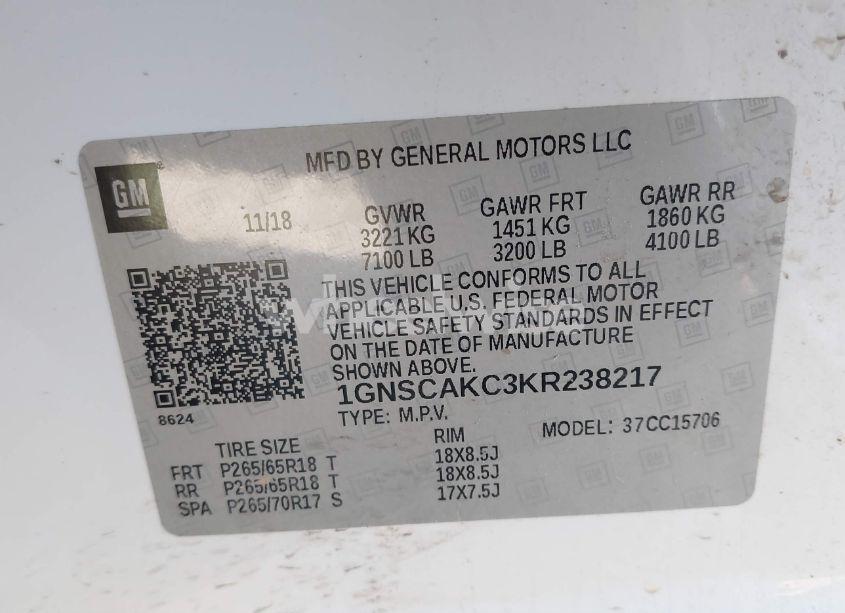 MFD BY GENERAL MOTORS LLC
GM
11/18
GVWR
3221 KG
7100 LB
GAWR FRT
1451 KG
3200 LB
GAWR RR
1860 KG
4100 LB
THIS VEHICLE CONFORMS TO ALL
APPLICABLE U.S. FEDERAL MOTOR
VEHICLE SAFETY STANDARDS IN EFFECT
ON THE DATE OF MANUFACTURE
SHOWN ABOVE.
1GNSCAKC3KR238217
8624
TYPE: M.P.V.
MODEL: 37CC15706
TIRE SIZE RIM
FRT P265/65R18 T 18X8.5J
RR P265/65R18 T 18X8.5J
SPA P265/70R17 S 17X7.5J